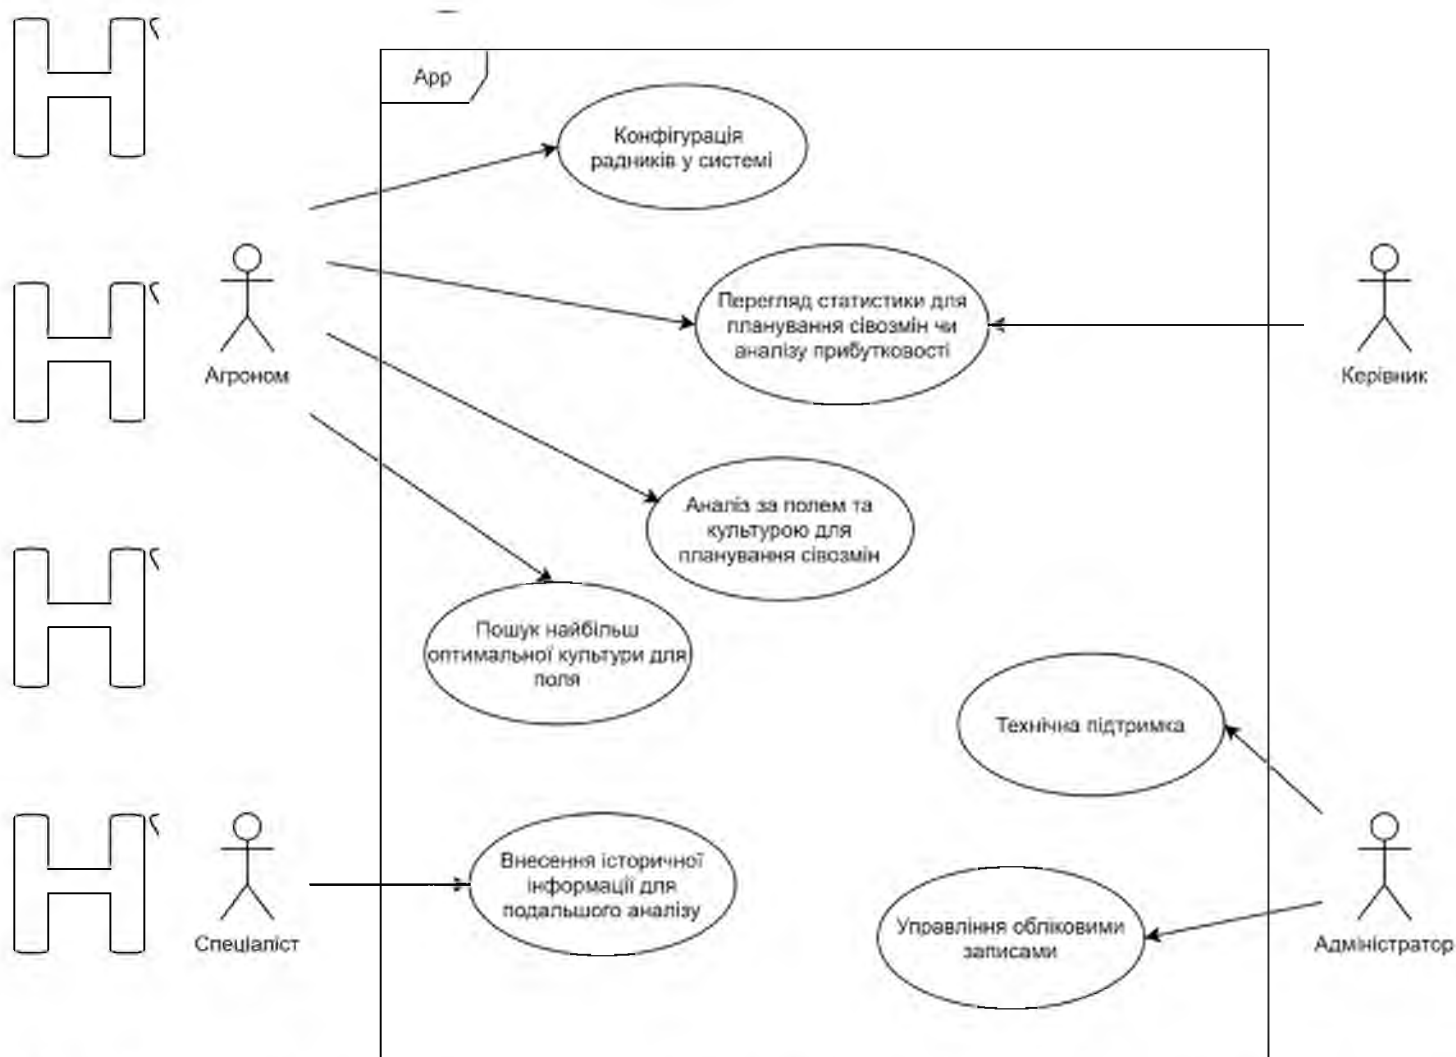 App
Конфігурація
радників у системі
Перегляд статистики для
планування сівозмін чи
аналізу прибутковості
Агроном
Керівник
Аналіз за полем та
культурою для
планування сівозмін
Пошук найбільш
оптимальної культури для
поля
Технічна підтримка
Внесення історичної
інформації для
подальшого аналізу
Спеціаліст
Управління обліковими
записами
Адміністратор